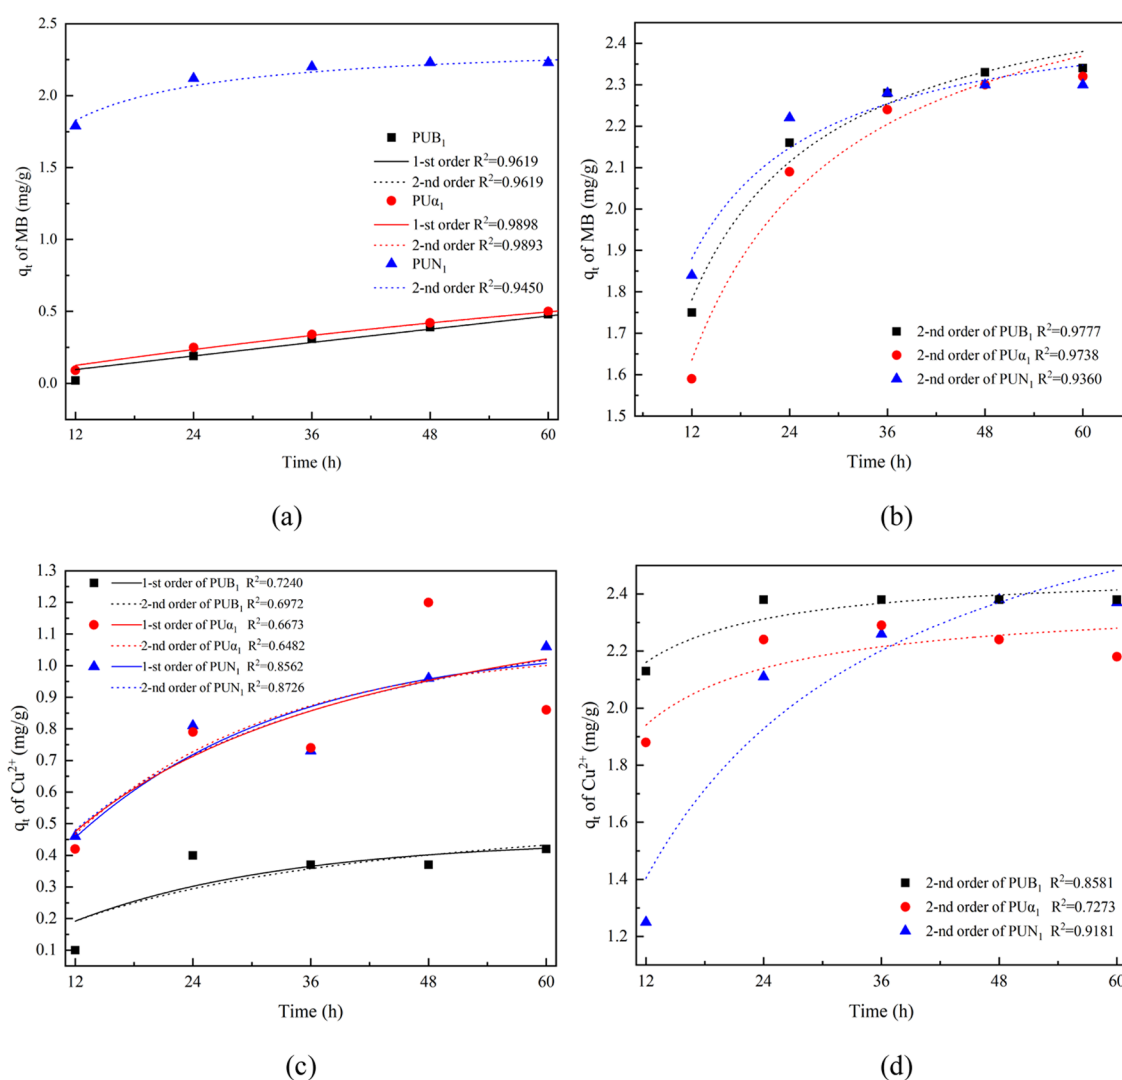 2.5
2.0
1.5
1.0
0.5
0.0
q_t of MB (mg/g)
PUB₁
1-st order R²=0.9619
2-nd order R²=0.9619
PUα₁
1-st order R²=0.9898
2-nd order R²=0.9893
PUN₁
2-nd order R²=0.9450
12 24 36 48 60
Time (h)
(a)
2.4
2.3
2.2
2.1
2.0
1.9
1.8
1.7
1.6
1.5
q_t of MB (mg/g)
2-nd order of PUB₁ R²=0.9777
2-nd order of PUα₁ R²=0.9738
2-nd order of PUN₁ R²=0.9360
12 24 36 48 60
Time (h)
(b)
1.3
1.2
1.1
1.0
0.9
0.8
0.7
0.6
0.5
0.4
0.3
0.2
0.1
q_t of Cu²⁺ (mg/g)
1-st order of PUB₁ R²=0.7240
2-nd order of PUB₁ R²=0.6972
1-st order of PUα₁ R²=0.6673
2-nd order of PUα₁ R²=0.6482
1-st order of PUN₁ R²=0.8562
2-nd order of PUN₁ R²=0.8726
12 24 36 48 60
Time (h)
(c)
2.4
2.2
2.0
1.8
1.6
1.4
1.2
q_t of Cu²⁺ (mg/g)
2-nd order of PUB₁ R²=0.8581
2-nd order of PUα₁ R²=0.7273
2-nd order of PUN₁ R²=0.9181
12 24 36 48 60
Time (h)
(d)